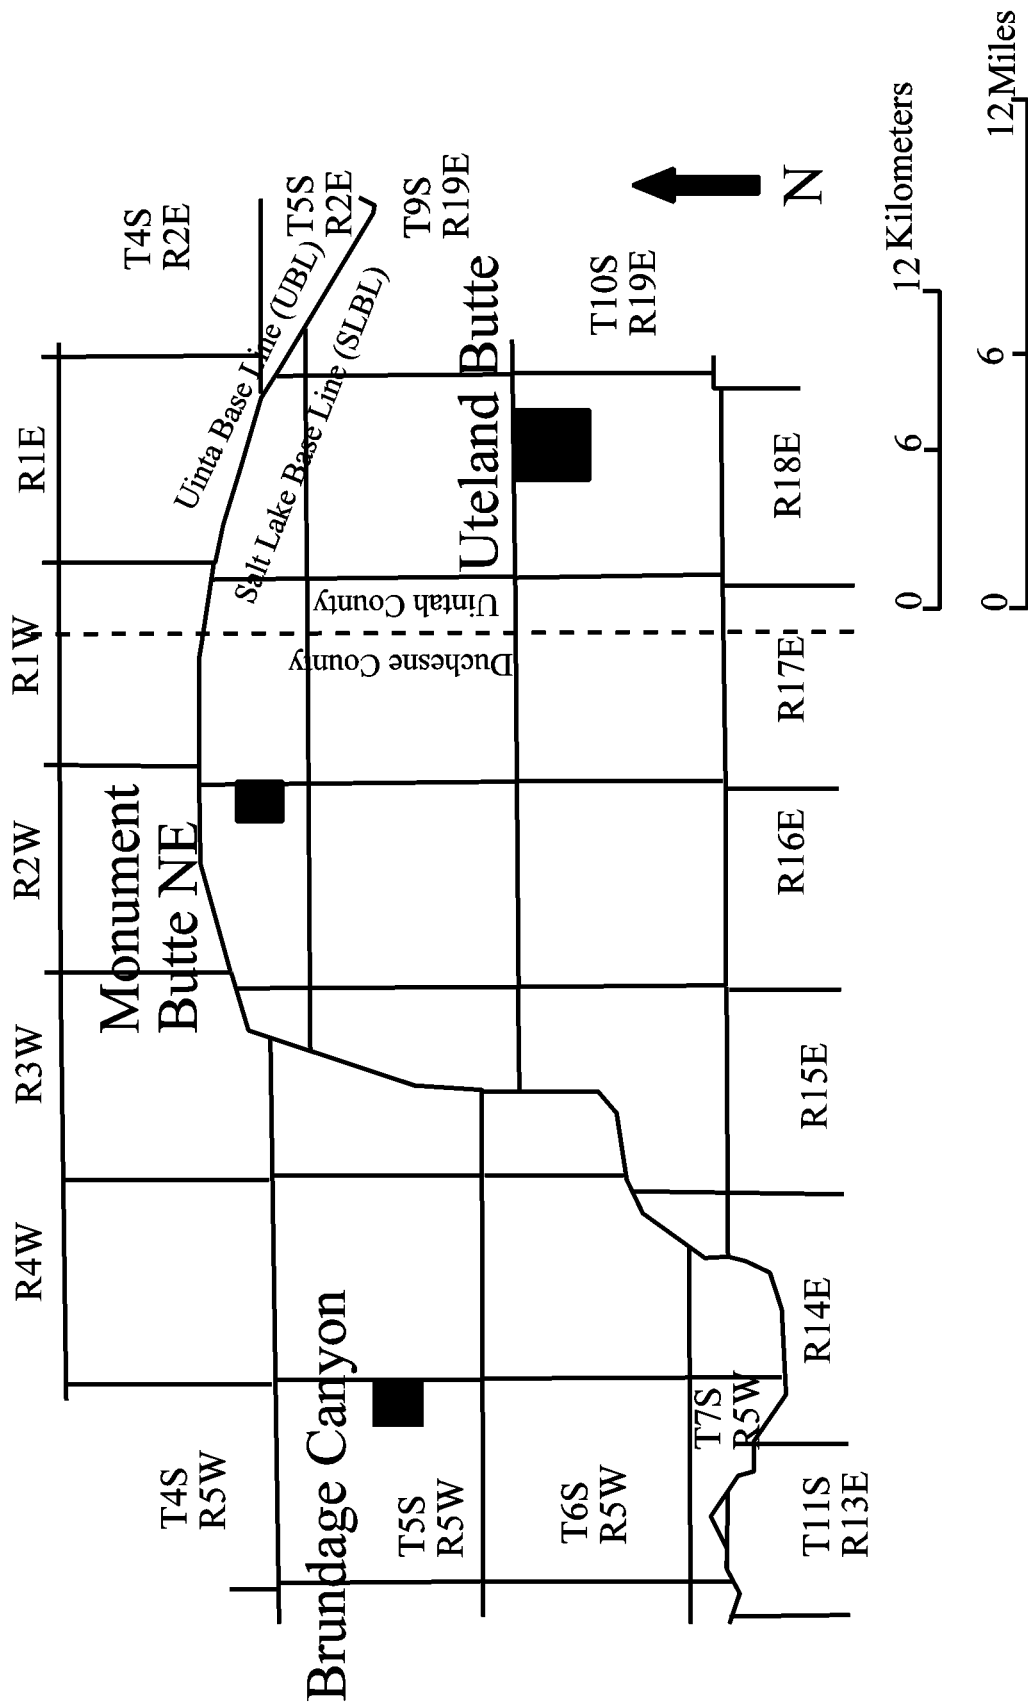 R4W
R3W
R2W
R1W
R1E
T4S
R2E
Monument
Butte NE
T4S
R5W
Uinta Base Line (UBL)
T5S
R2E
Salt Lake Base Line (SLBL)
T9S
R19E
Brundage Canyon
T5S
R5W
Duchesne County
Uintah County
Uteland Butte
T6S
R5W
T10S
R19E
T7S
R5W
T11S
R13E
R14E
R15E
R16E
R17E
R18E
N
0
6
12 Kilometers
0
6
12 Miles